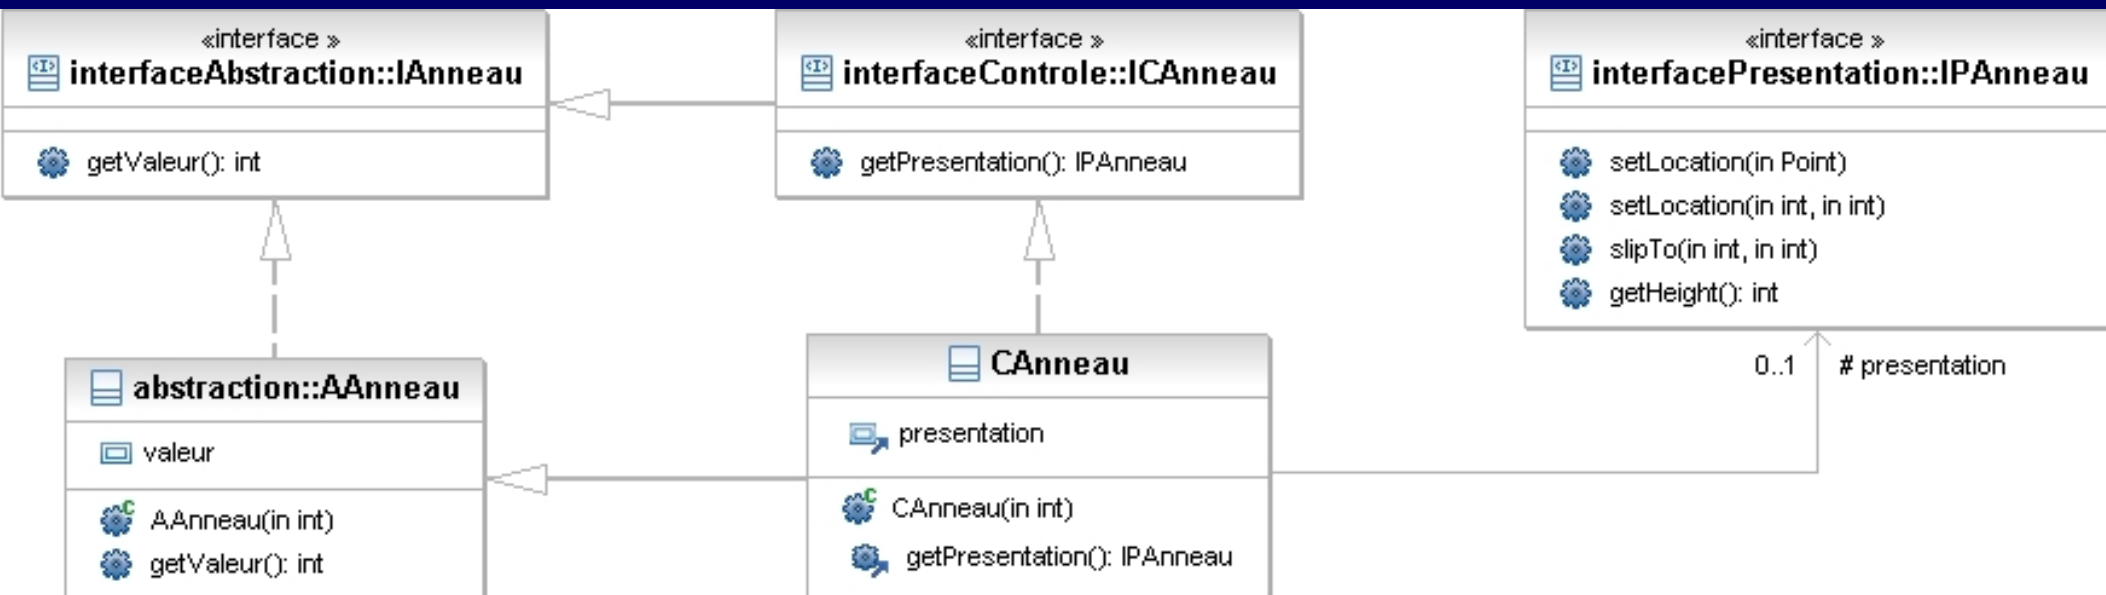 «interface »
interfaceAbstraction::IAnneau
getValeur(): int
«interface »
interfaceControle::ICAnneau
getPresentation(): IPAnneau
«interface »
interfacePresentation::IPAnneau
setLocation(in Point)
setLocation(in int, in int)
slipTo(in int, in int)
getHeight(): int
abstraction::AAnneau
valeur
AAnneau(in int)
getValeur(): int
CAnneau
presentation
CAnneau(in int)
getPresentation(): IPAnneau
0..1
# presentation